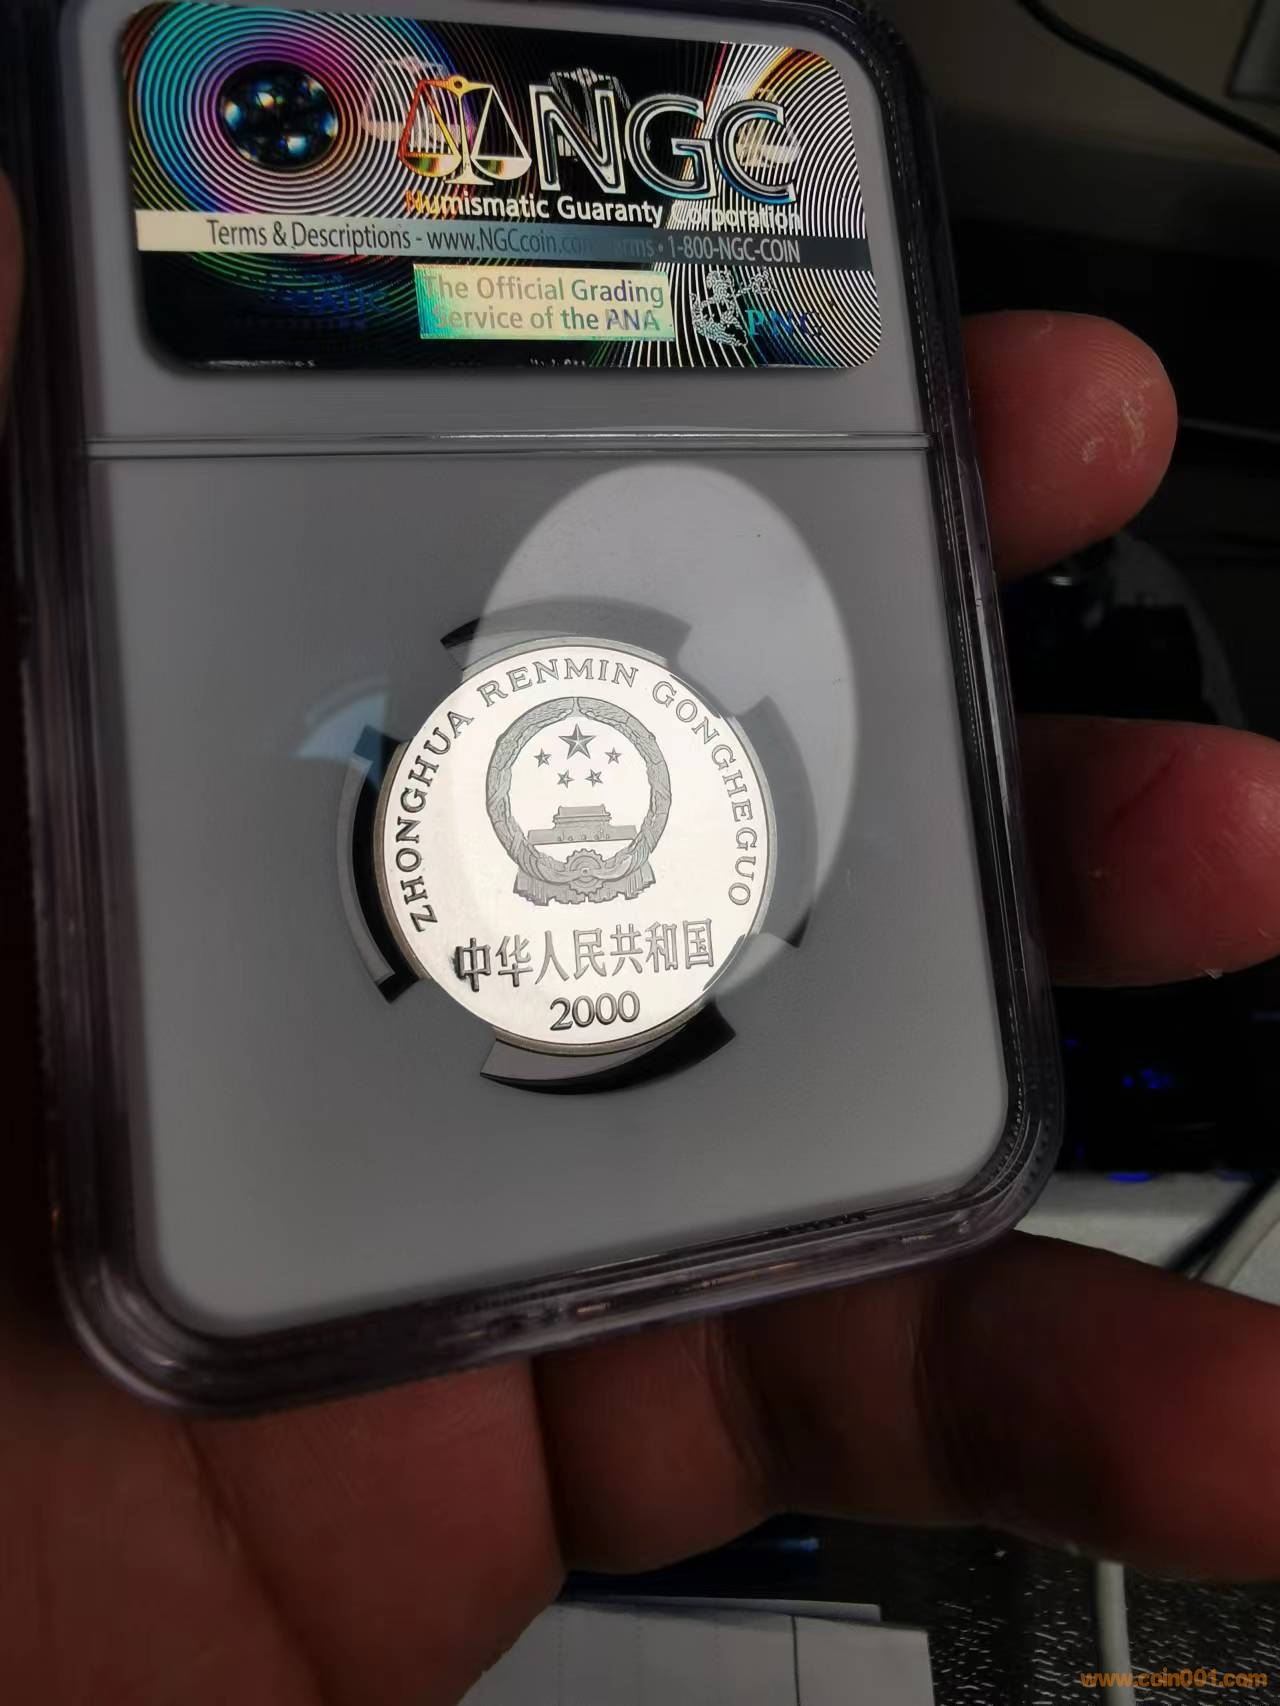 NGC
Numismatic Guaranty Corporation
Terms & Descriptions - www.NGCcoin.com/terms • 1-800-NGC-COIN
The Official Grading
Service of the PNG
ZHONGHUA RENMIN GONGHEGUO
中华人民共和国
2000
www.coin001.com